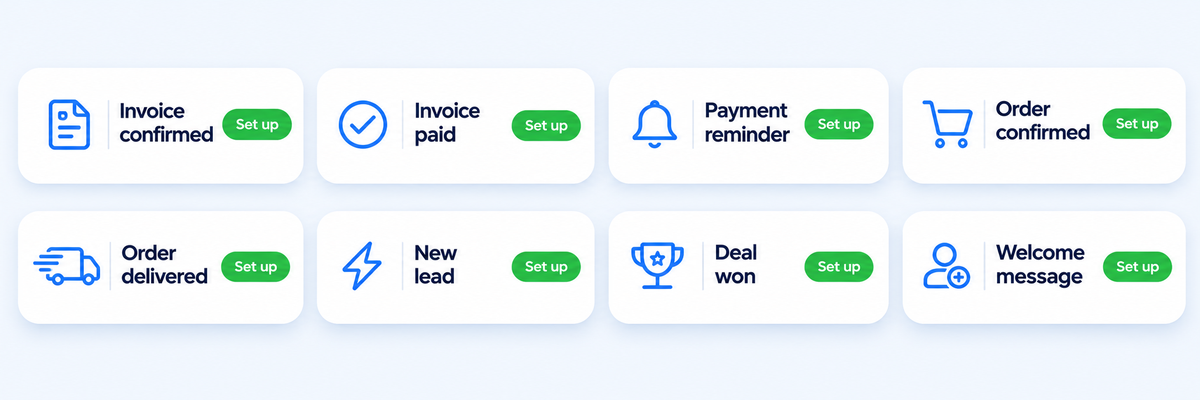 Invoice
confirmed
Set up
Invoice
paid
Set up
Payment
reminder
Set up
Order
confirmed
Set up
Order
delivered
Set up
New
lead
Set up
Deal
won
Set up
Welcome
message
Set up